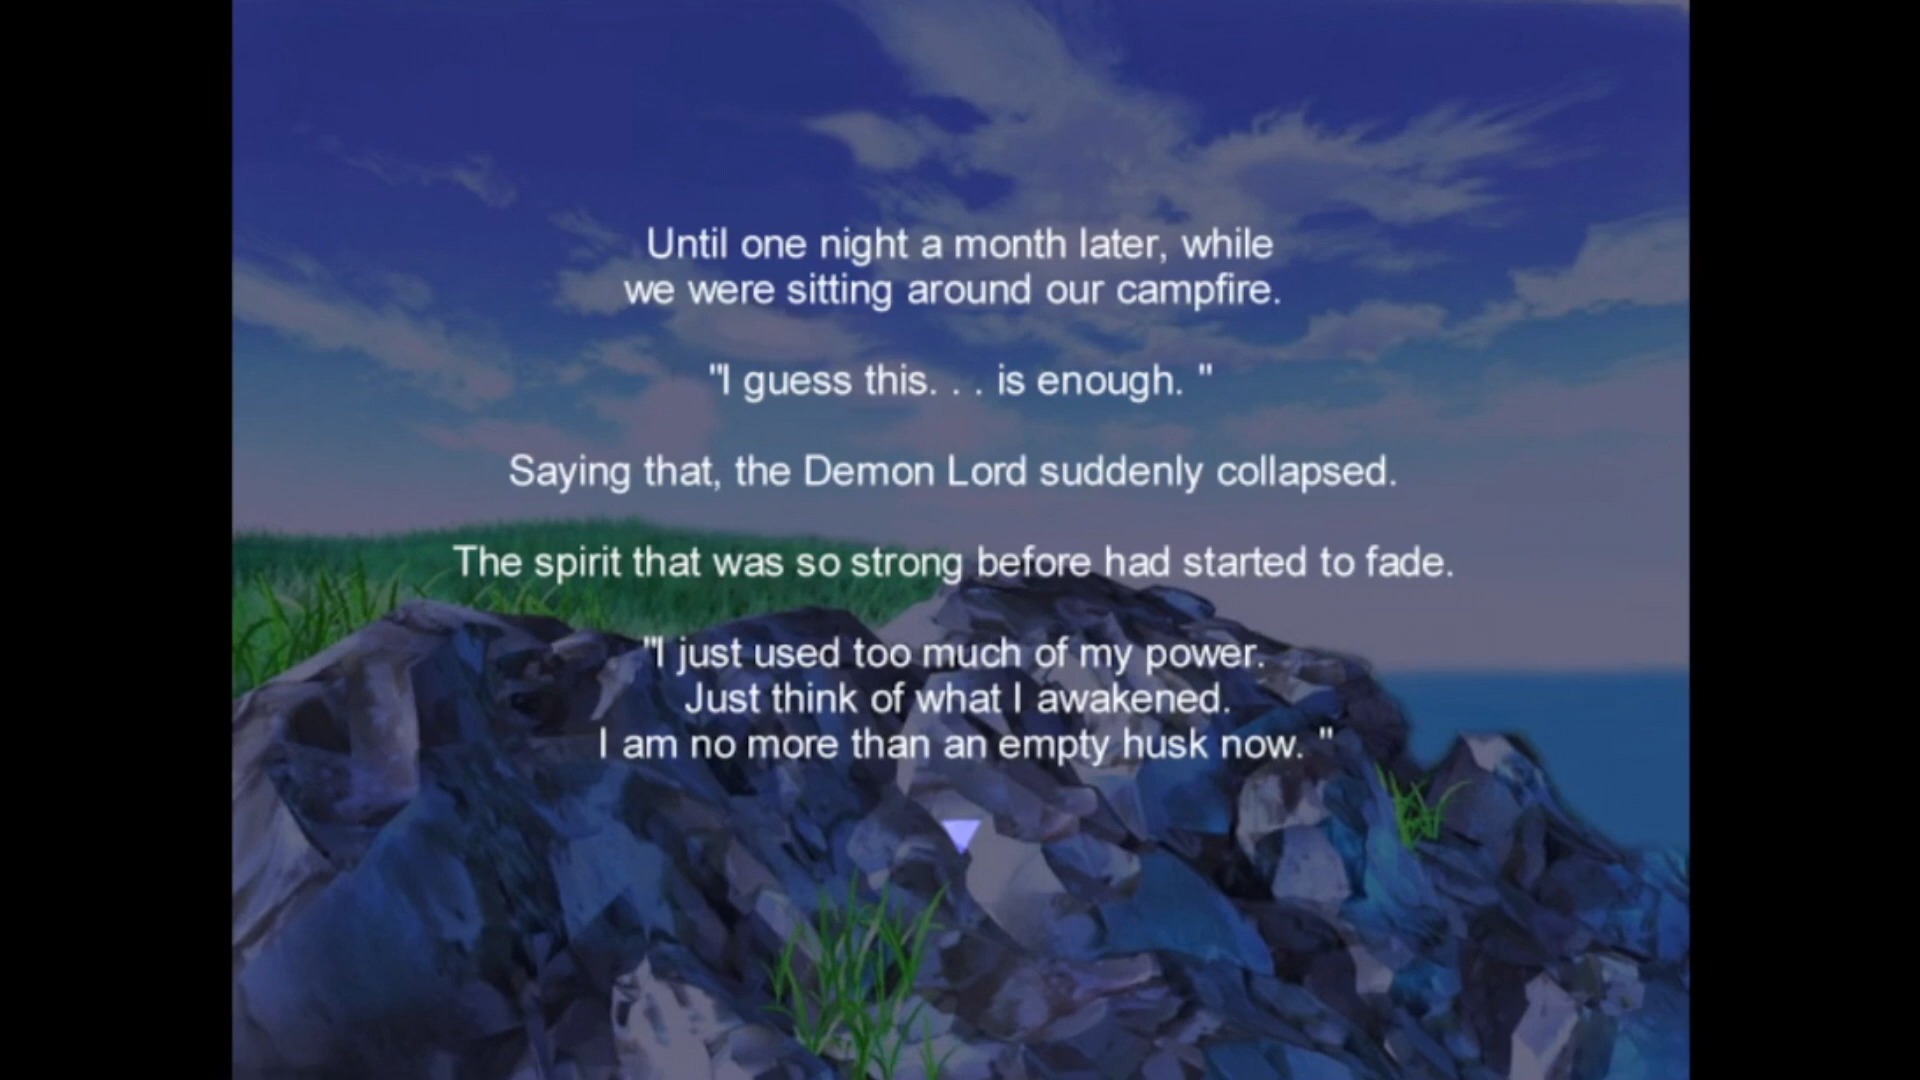 Until one night a month later, while
we were sitting around our campfire.
"I guess this. . . is enough. "
Saying that, the Demon Lord suddenly collapsed.
The spirit that was so strong before had started to fade.
"I just used too much of my power.
Just think of what I awakened.
I am no more than an empty husk now. "